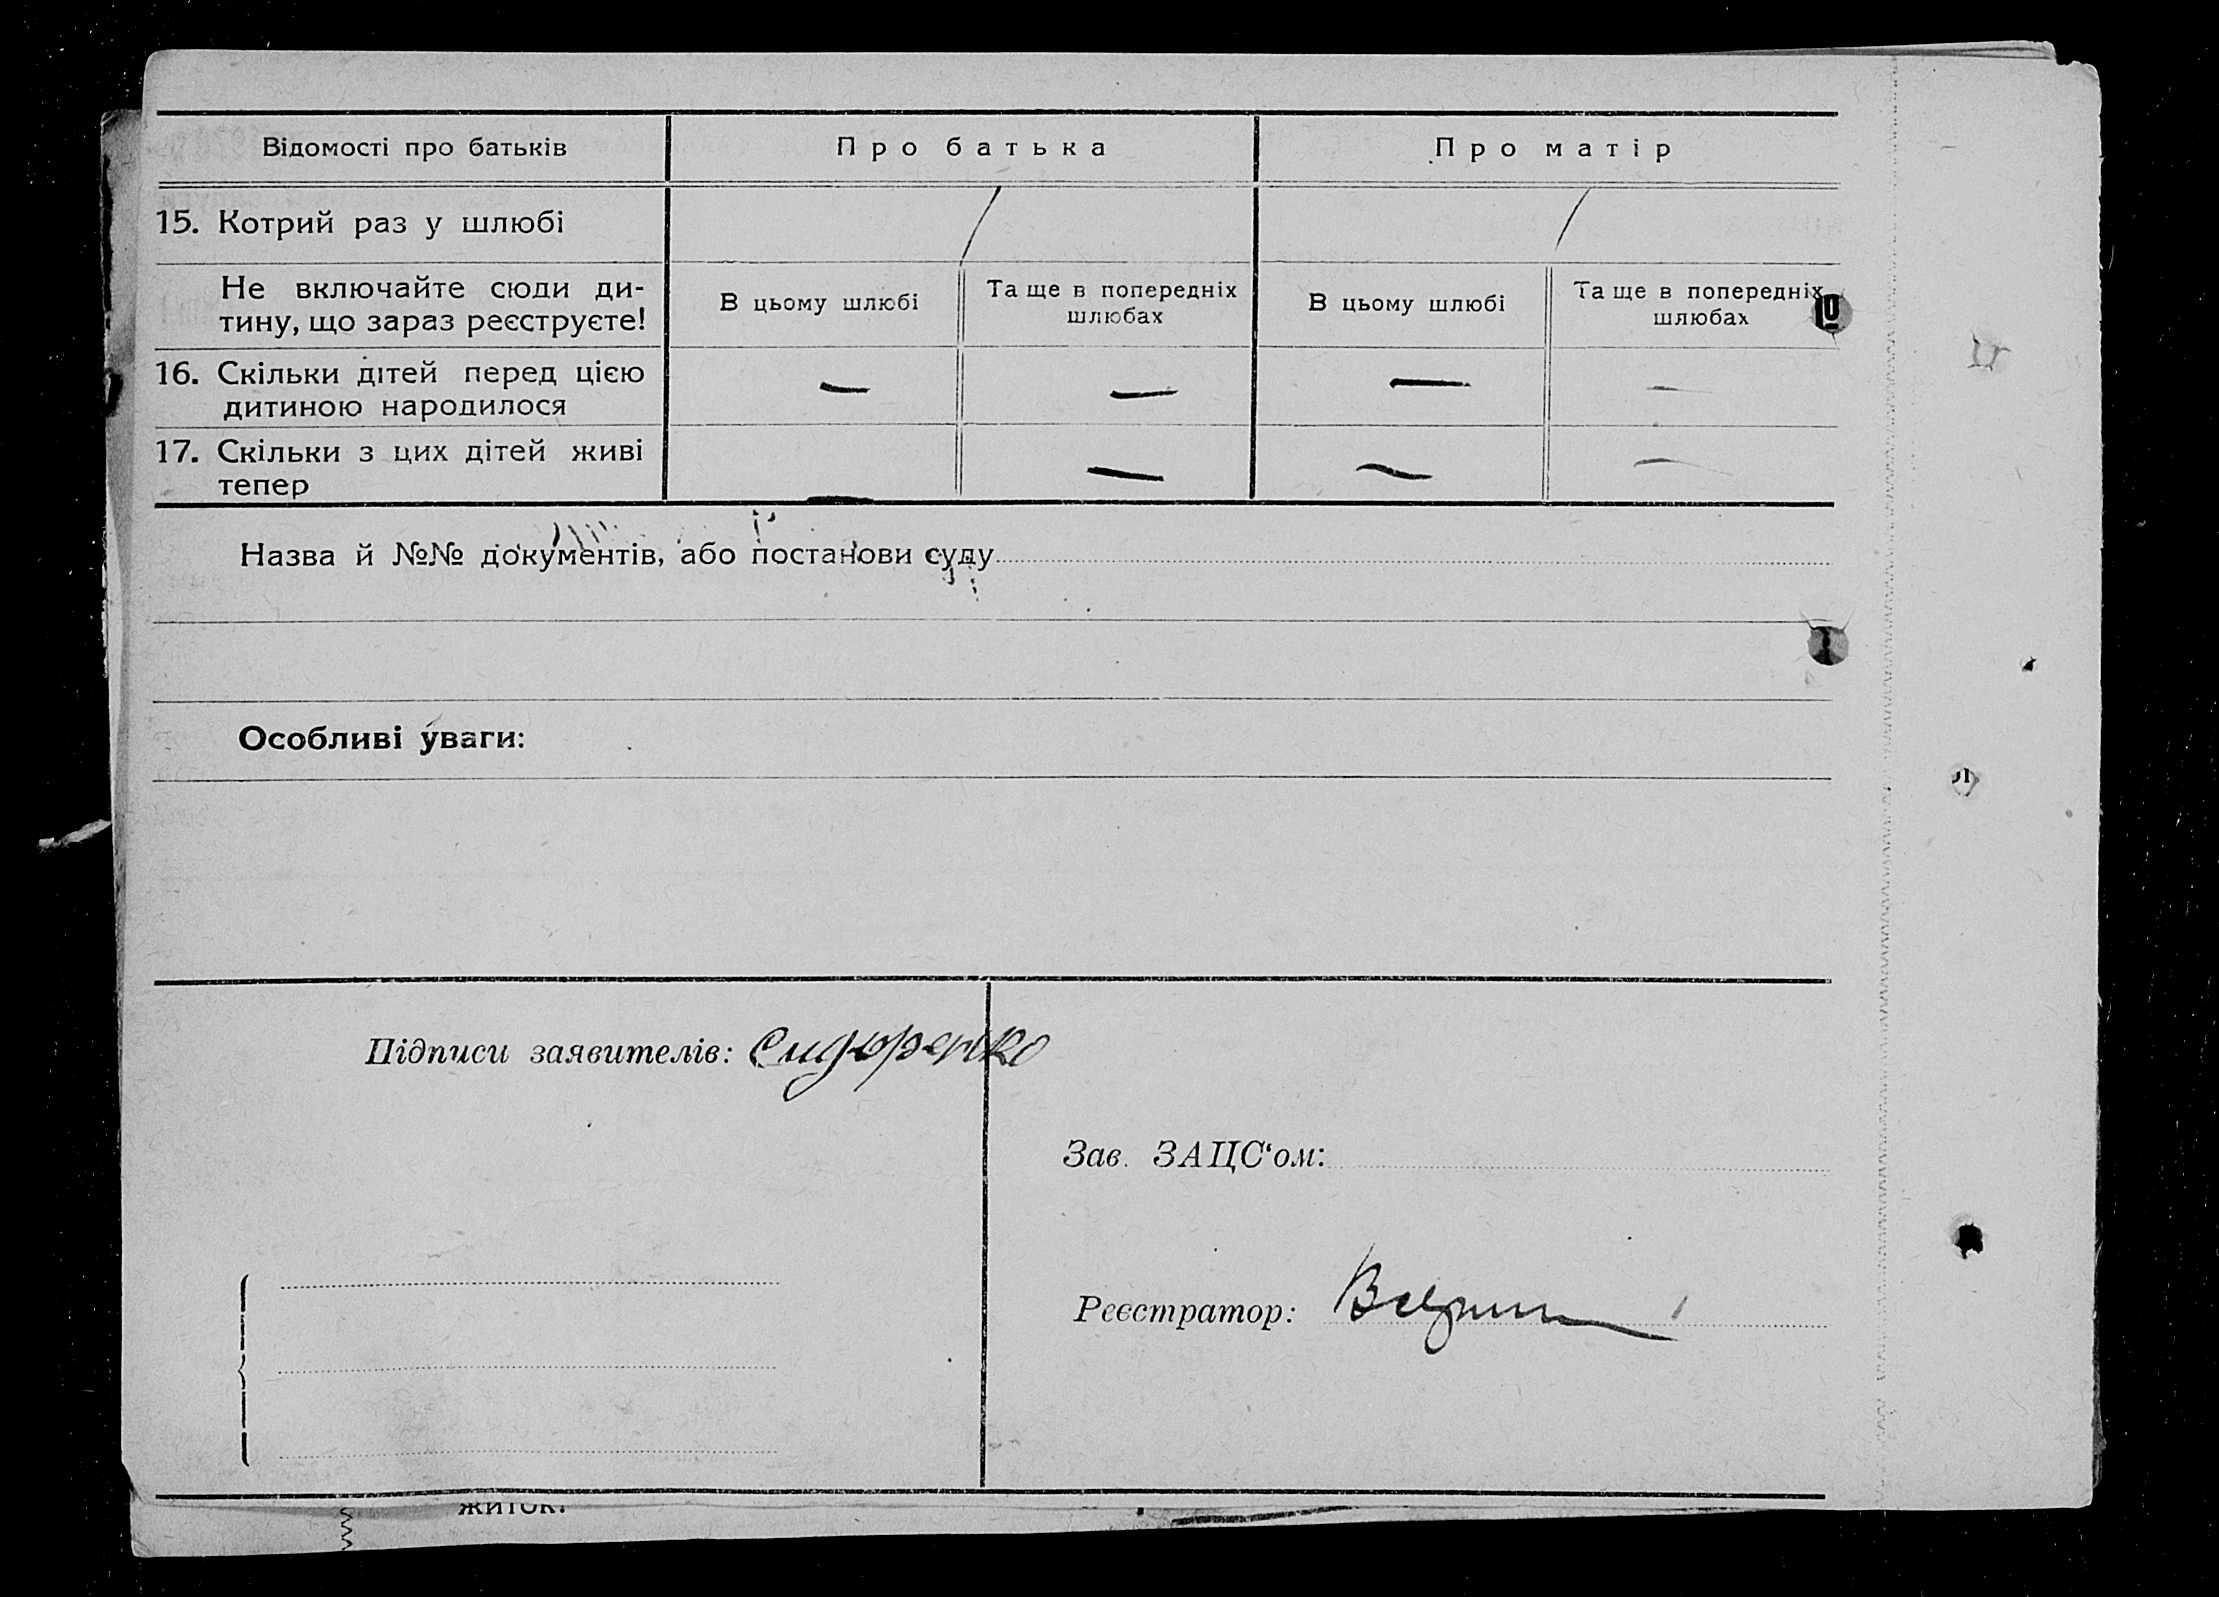 Відомості про батьків Про батька Про матір
15. Котрий раз у шлюбі / /
Не включайте сюди ди-
тину, що зараз реєструєте!
В цьому шлюбі Та ще в попередніх
шлюбах
В цьому шлюбі Та ще в попередніх
шлюбах
16. Скільки дітей перед цією
дитиною народилося
— — — —
17. Скільки з цих дітей живі
тепер
— — — —
Назва й №№ документів, або постанови суду
Особливі уваги:
Підписи заявителів: Сидоренко
Зав. ЗАЦС‘ом:
Реєстратор:
житок.